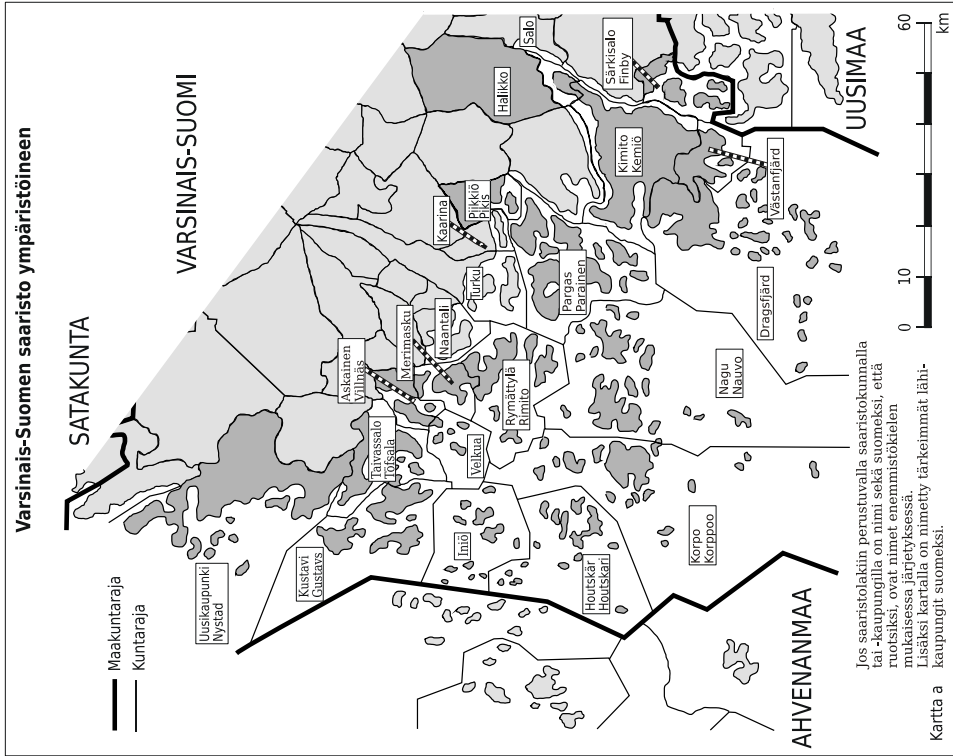 Varsinais-Suomen saaristo ympäristöineen
Maakuntaraja
Kuntaraja
SATAKUNTA
VARSINAIS-SUOMI
Uusikaupunki
Nystad
Kustavi
Gustavs
Taivassalo
Tofsala
Askainen
Villnäs
Merimasku
Naantali
Turku
Kaarina
Piikkiö
Pikis
Halikko
Salo
Särkisalo
Finby
Iniö
Velkua
Rymättylä
Rimito
Pargas
Parainen
Kimito
Kemiö
Västanfjärd
Houtskär
Houtskari
Korpo
Korppoo
Nagu
Nauvo
Dragsfjärd
AHVENANMAA
UUSIMAA
Jos saaristolakiin perustuvalla saaristokunnalla
tai -kaupungilla on nimi sekä suomeksi, että
ruotsiksi, ovat nimet enemmistökielen
mukaisessa järjetyksessä.
Lisäksi kartalla on nimetty tärkeimmät lähi-
kaupungit suomeksi.
Kartta a
0 10 60
km